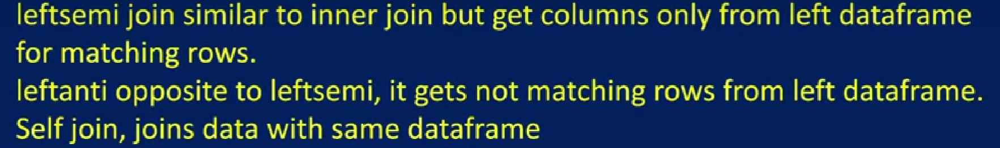 leftsemi join similar to inner join but get columns only from left dataframe
for matching rows.
leftanti opposite to leftsemi, it gets not matching rows from left dataframe.
Self join, joins data with same dataframe